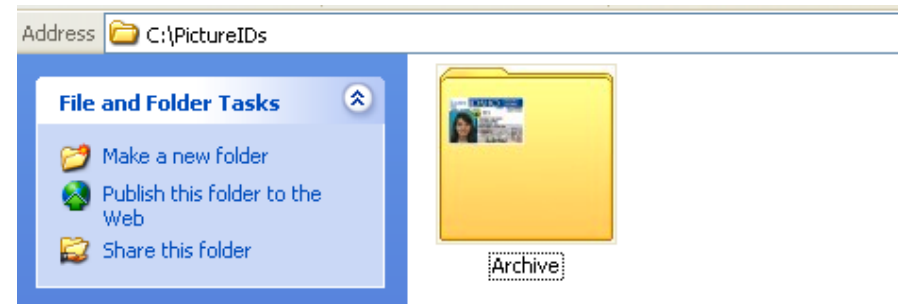 Address C:\PictureIDs
File and Folder Tasks
Make a new folder
Publish this folder to the
Web
Share this folder
IDAHO
Archive